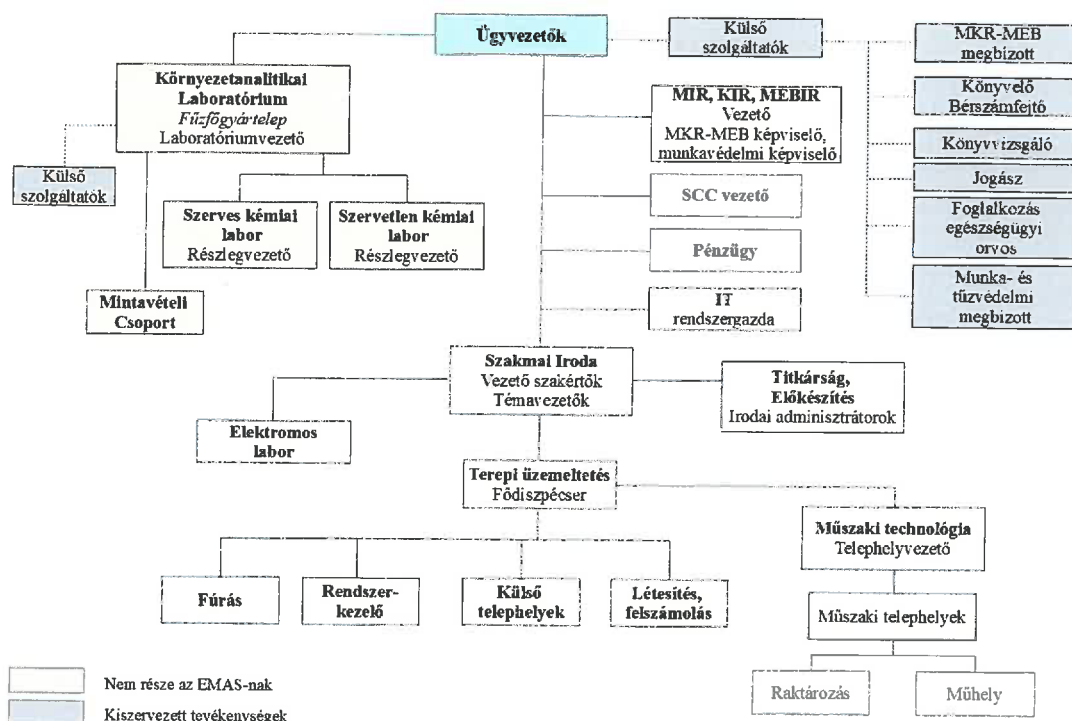 Ügyvezetők
Külső
szolgáltatók
MKR-MEB
megbízott
Könyvelő
Bérszámfejtő
Könyvvizsgáló
Jogász
Foglalkozás
egészségügyi
orvos
Munka- és
tűzvédelmi
megbízott
Környezetanalitikai
Laboratórium
Fűzfőgyártelep
Laboratóriumvezető
Külső
szolgáltatók
Szerves kémiai
labor
Részlegvezető
Szervetlen kémiai
labor
Részlegvezető
Mintavételi
Csoport
MIR, KIR, MEBIR
Vezető
MKR-MEB képviselő,
munkavédelmi képviselő
SCC vezető
Pénzügy
IT
rendszergazda
Szakmai Iroda
Vezető szakértők
Témavezetők
Titkárság,
Előkészítés
Irodai adminisztrátorok
Elektromos
labor
Terepi üzemeltetés
Fődiszpécser
Műszaki technológia
Telephelyvezető
Fúrás
Rendszer-
kezelő
Külső
telephelyek
Létesítés,
felszámolás
Műszaki telephelyek
Raktározás
Műhely
Nem része az EMAS-nak
Kiszervezett tevékenységek